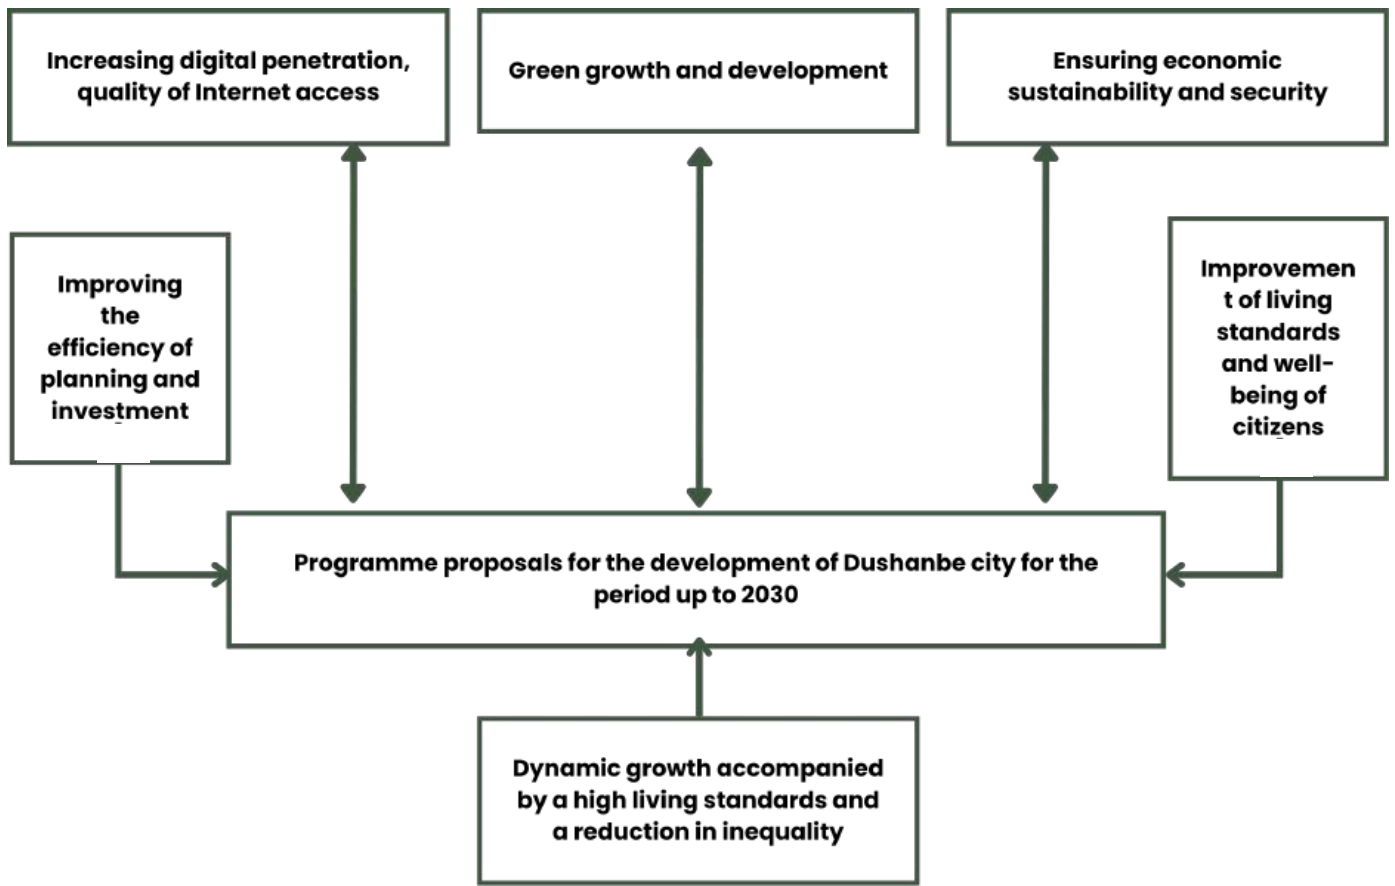 Increasing digital penetration,
quality of Internet access
Green growth and development
Ensuring economic
sustainability and security
Improving
the
efficiency of
planning and
investment
Improvemen
t of living
standards
and well-
being of
citizens
Programme proposals for the development of Dushanbe city for the
period up to 2030
Dynamic growth accompanied
by a high living standards and
a reduction in inequality